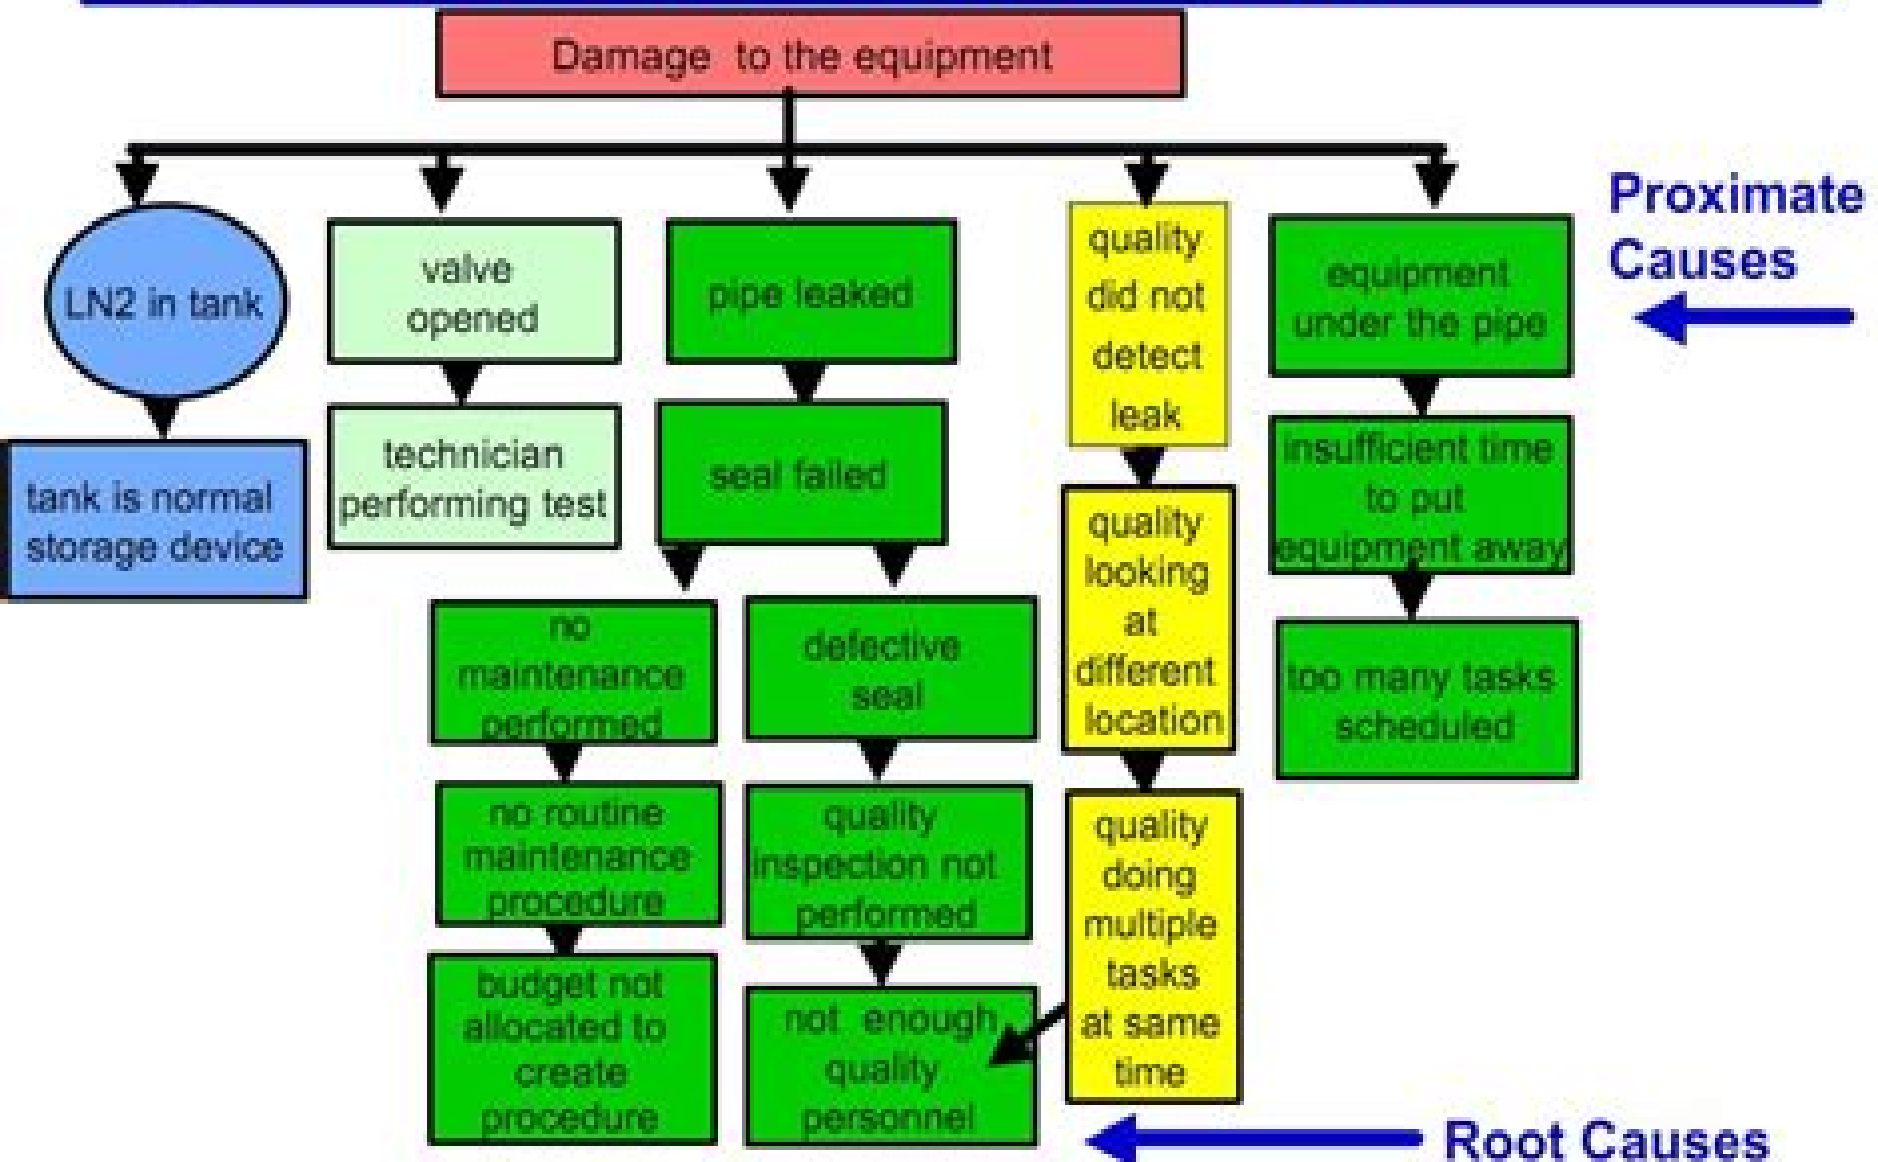 Damage to the equipment
Proximate
Causes
LN2 in tank
valve
opened
pipe leaked
quality
did not
detect
leak
equipment
under the pipe
tank is normal
storage device
technician
performing test
seal failed
quality
looking
at
different
location
insufficient time
to put
equipment away
no
maintenance
performed
defective
seal
too many tasks
scheduled
no routine
maintenance
procedure
quality
inspection not
performed
quality
doing
multiple
tasks
at same
time
budget not
allocated to
create
procedure
not enough
quality
personnel
Root Causes